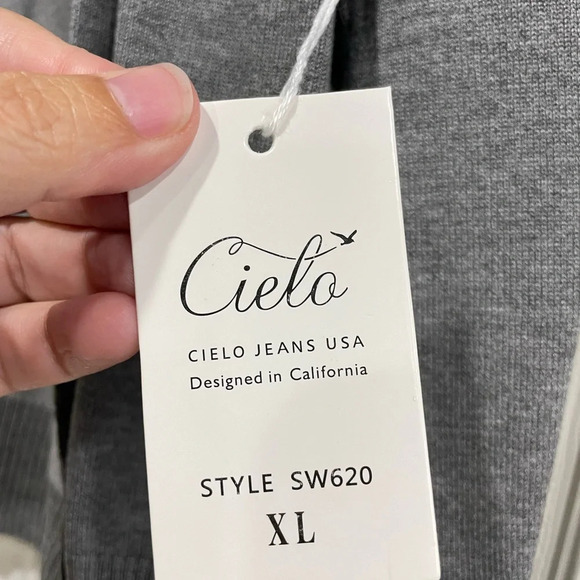 Cielo
CIELO JEANS USA
Designed in California
STYLE SW620
XL